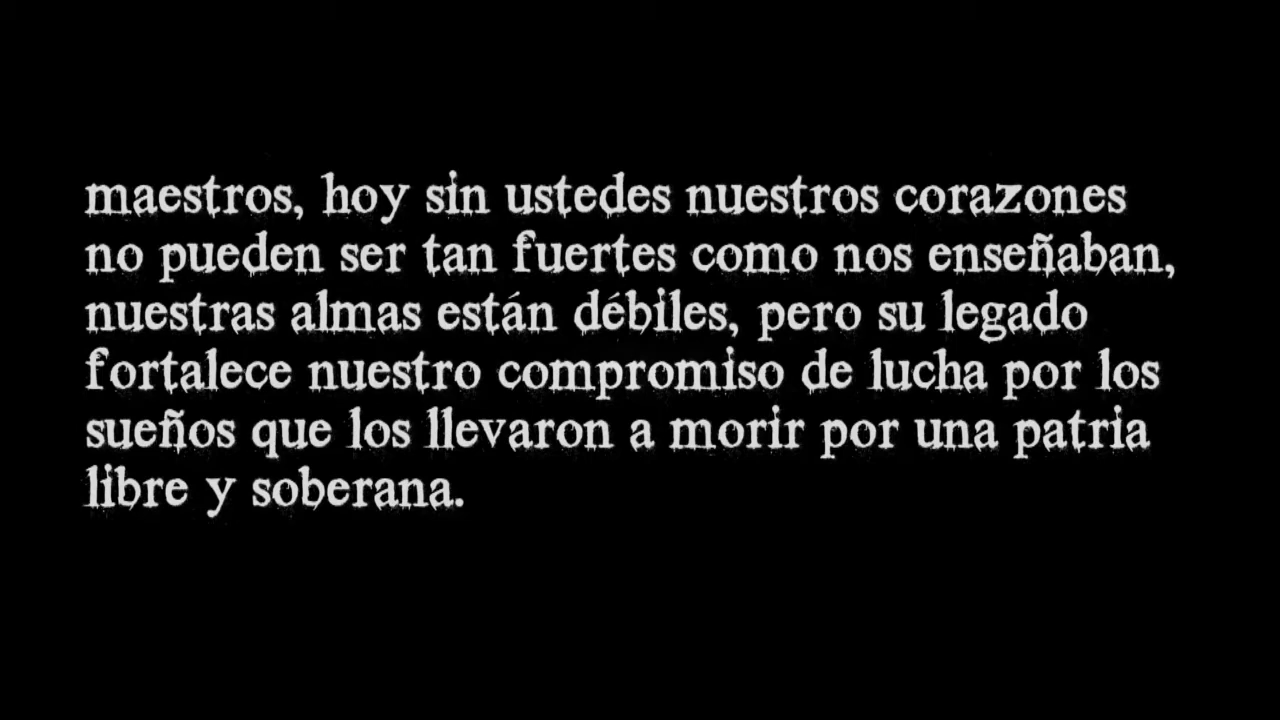 maestros, hoy sin ustedes nuestros corazones
no pueden ser tan fuertes como nos enseñaban,
nuestras almas están débiles, pero su legado
fortalece nuestro compromiso de lucha por los
sueños que los llevaron a morir por una patria
libre y soberana.